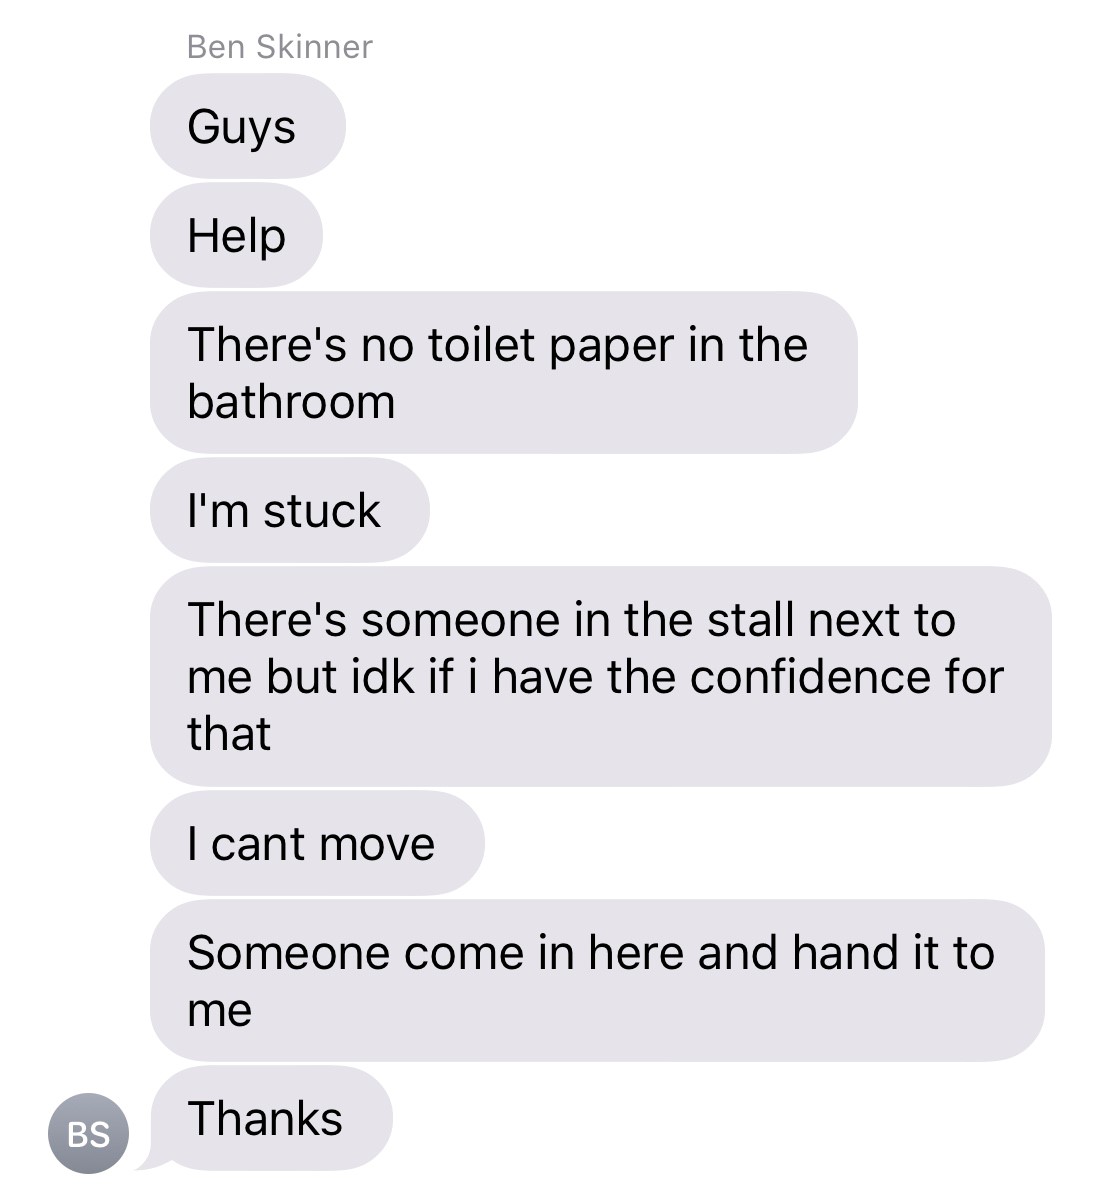 Ben Skinner
Guys
Help
There's no toilet paper in the
bathroom
I'm stuck
There's someone in the stall next to
me but idk if i have the confidence for
that
I cant move
Someone come in here and hand it to
me
Thanks
BS